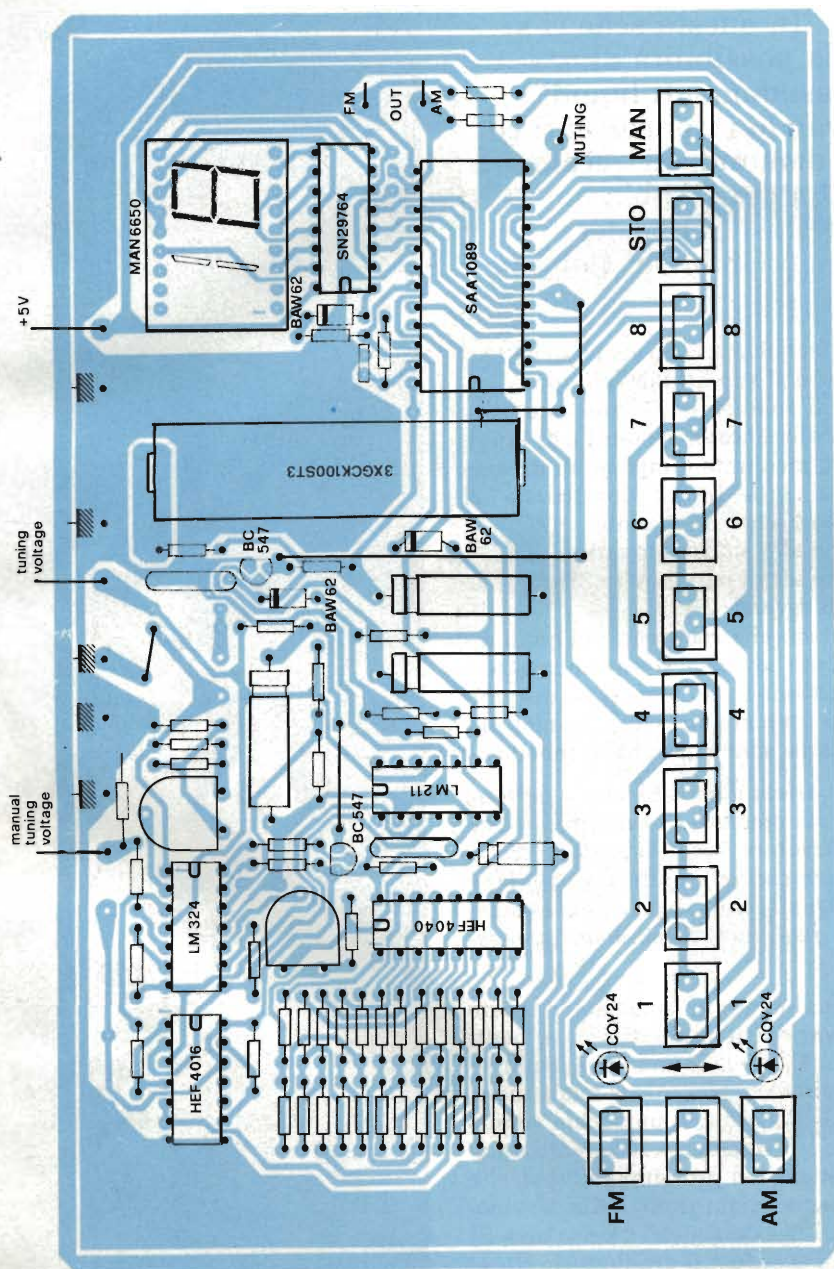 manual
tuning
voltage
tuning
voltage
+5V
MAN6650
FM
OUT
AM
SN29764
BAW62
SAA1089
MUTING
3XGCK100ST3
BC
547
BAW62
BAW
62
LM324
HEF4016
BC547
LM211
HEF4040
FM
AM
CQY24
CQY24
1
2
3
4
5
6
7
8
STO
MAN
1
2
3
4
5
6
7
8